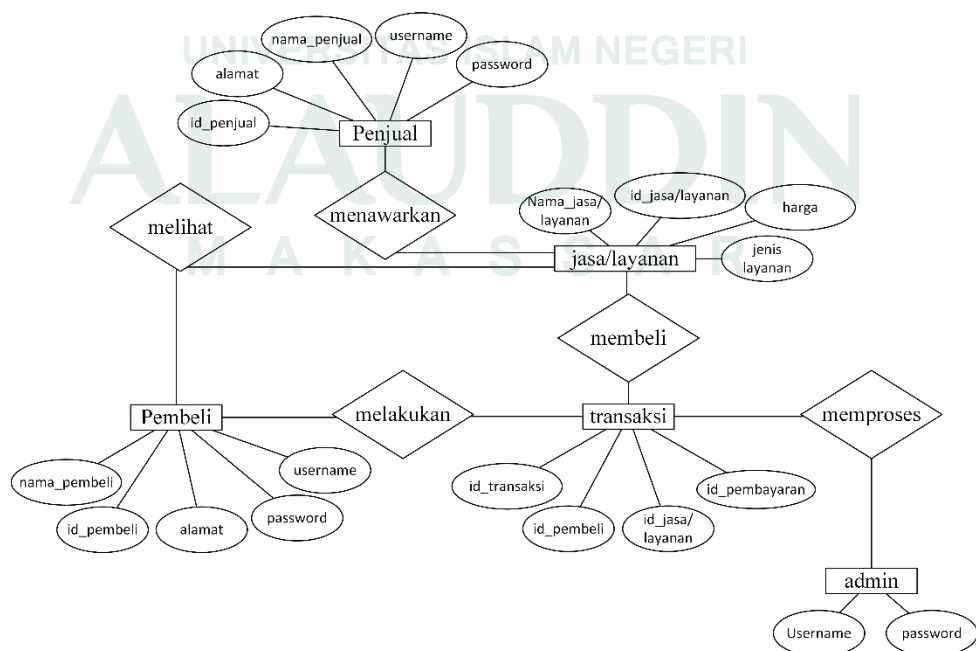 UNIVERSITAS ISLAM NEGERI
ALAUDDIN
MAKASSAR
nama_penjual
username
alamat
password
id_penjual
Penjual
melihat
menawarkan
Nama_jasa/
layanan
id_jasa/layanan
harga
jasa/layanan
jenis
layanan
membeli
Pembeli
melakukan
transaksi
memproses
nama_pembeli
id_pembeli
alamat
password
username
id_transaksi
id_pembeli
id_jasa/
layanan
id_pembayaran
admin
Username
password